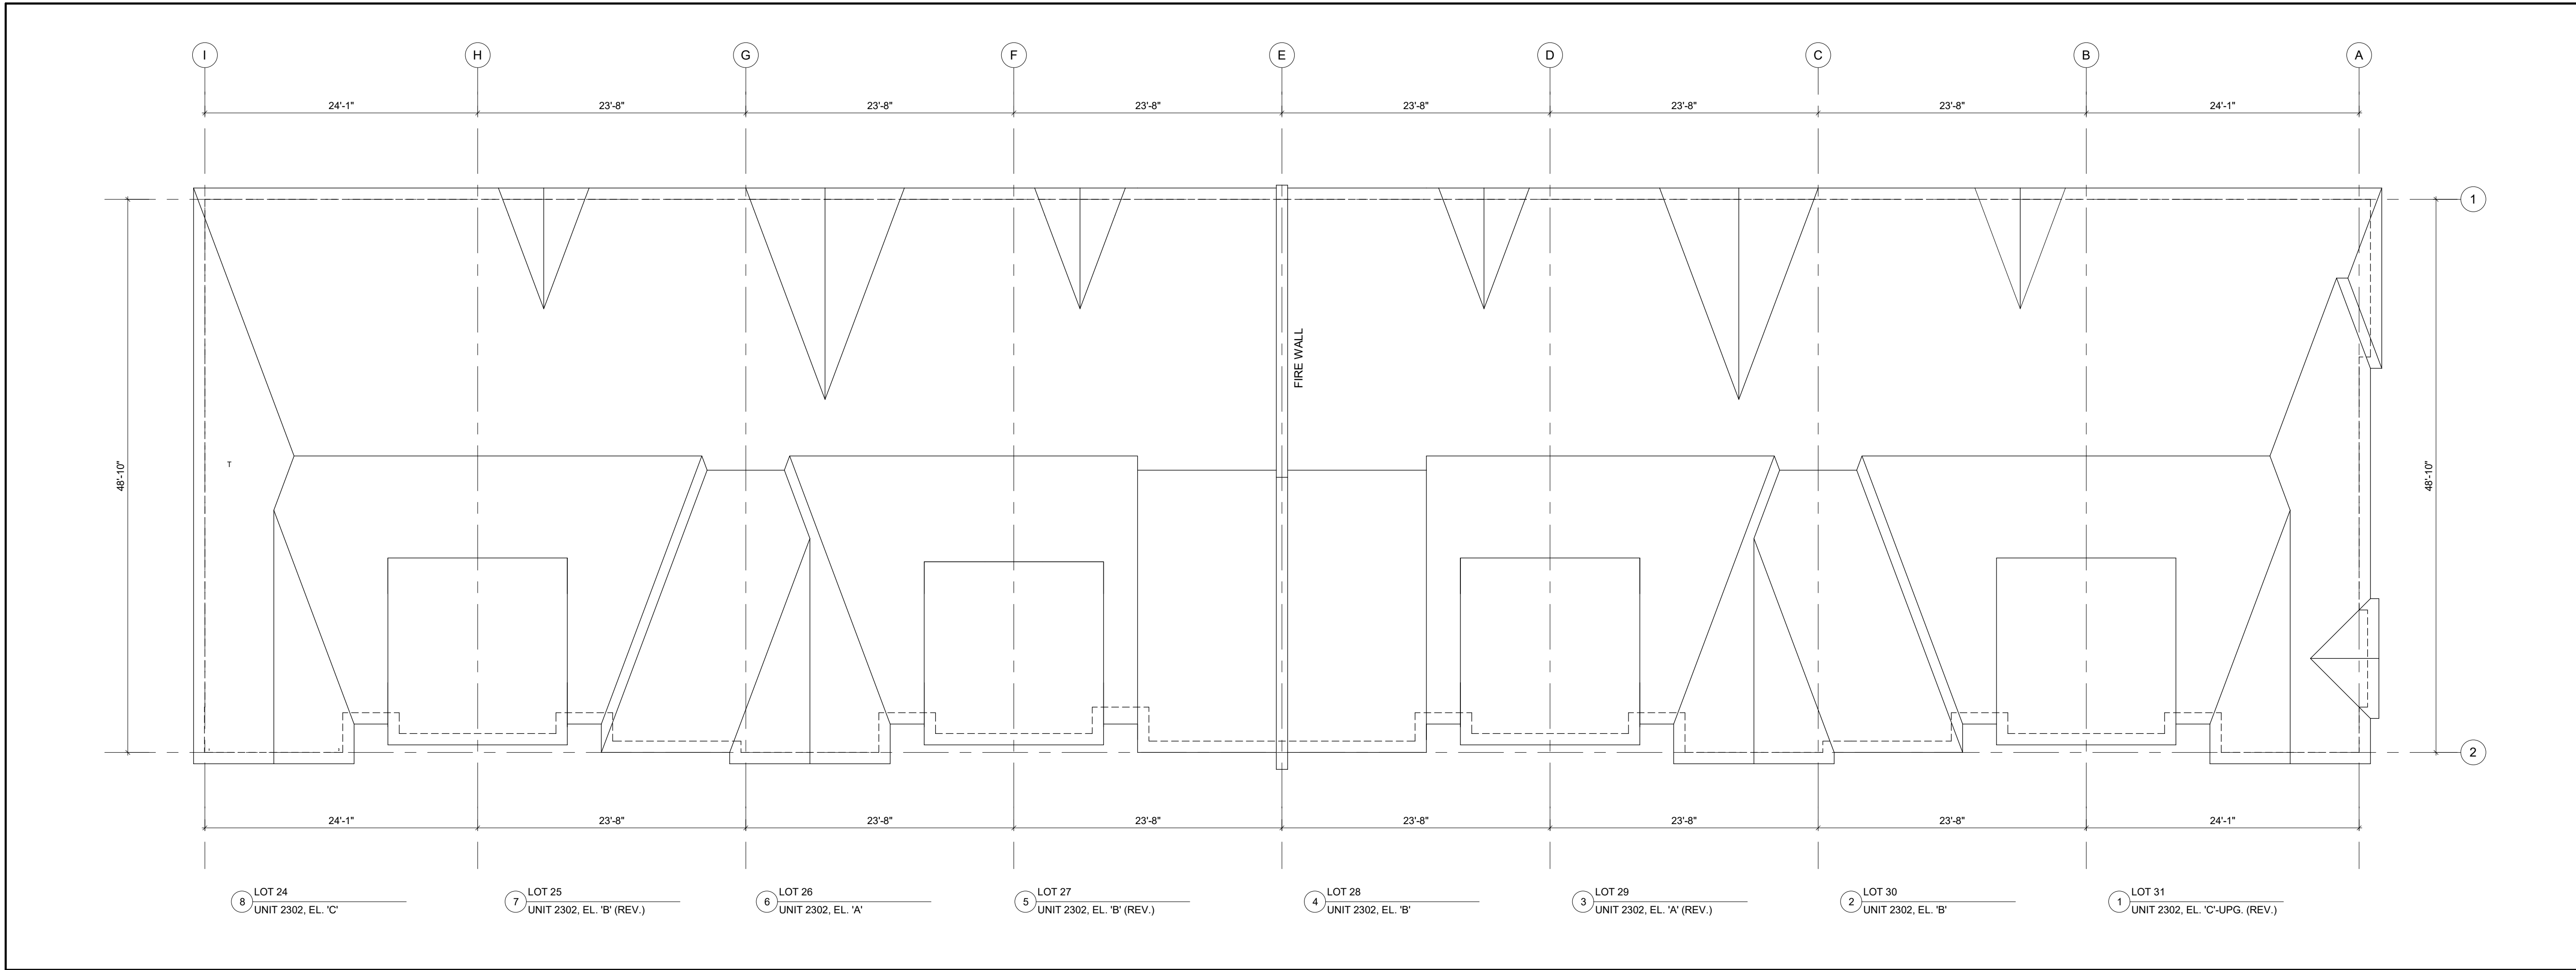 I H G F E D C B A
24'-1" 23'-8" 23'-8" 23'-8" 23'-8" 23'-8" 23'-8" 24'-1"
1
FIRE WALL
T
48'-10" 48'-10"
2
24'-1" 23'-8" 23'-8" 23'-8" 23'-8" 23'-8" 23'-8" 24'-1"
8 LOT 24
UNIT 2302, EL. 'C'
7 LOT 25
UNIT 2302, EL. 'B' (REV.)
6 LOT 26
UNIT 2302, EL. 'A'
5 LOT 27
UNIT 2302, EL. 'B' (REV.)
4 LOT 28
UNIT 2302, EL. 'B'
3 LOT 29
UNIT 2302, EL. 'A' (REV.)
2 LOT 30
UNIT 2302, EL. 'B'
1 LOT 31
UNIT 2302, EL. 'C'-UPG. (REV.)